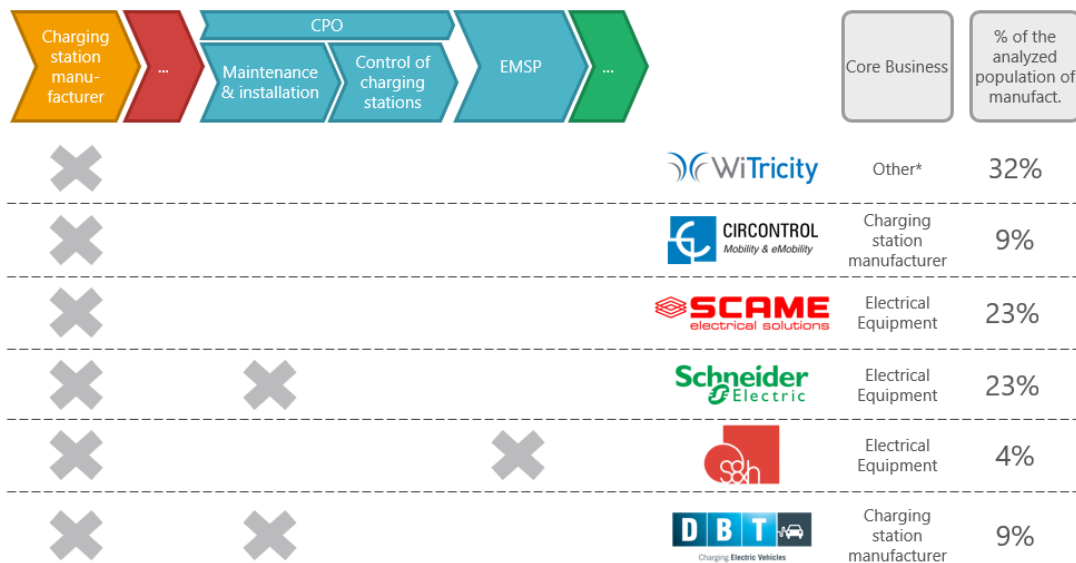 Charging
station
manu-
facturer
...
CPO
Maintenance
& installation
Control of
charging
stations
EMSP
...
Core Business
% of the
analyzed
population of
manufact.
WiTricity
Other*
32%
CIRCONTROL
Mobility & eMobility
Charging
station
manufacturer
9%
SCAME
electrical solutions
Electrical
Equipment
23%
Schneider
Electric
Electrical
Equipment
23%
s&h
Electrical
Equipment
4%
DBT
Charging Electric Vehicles
Charging
station
manufacturer
9%